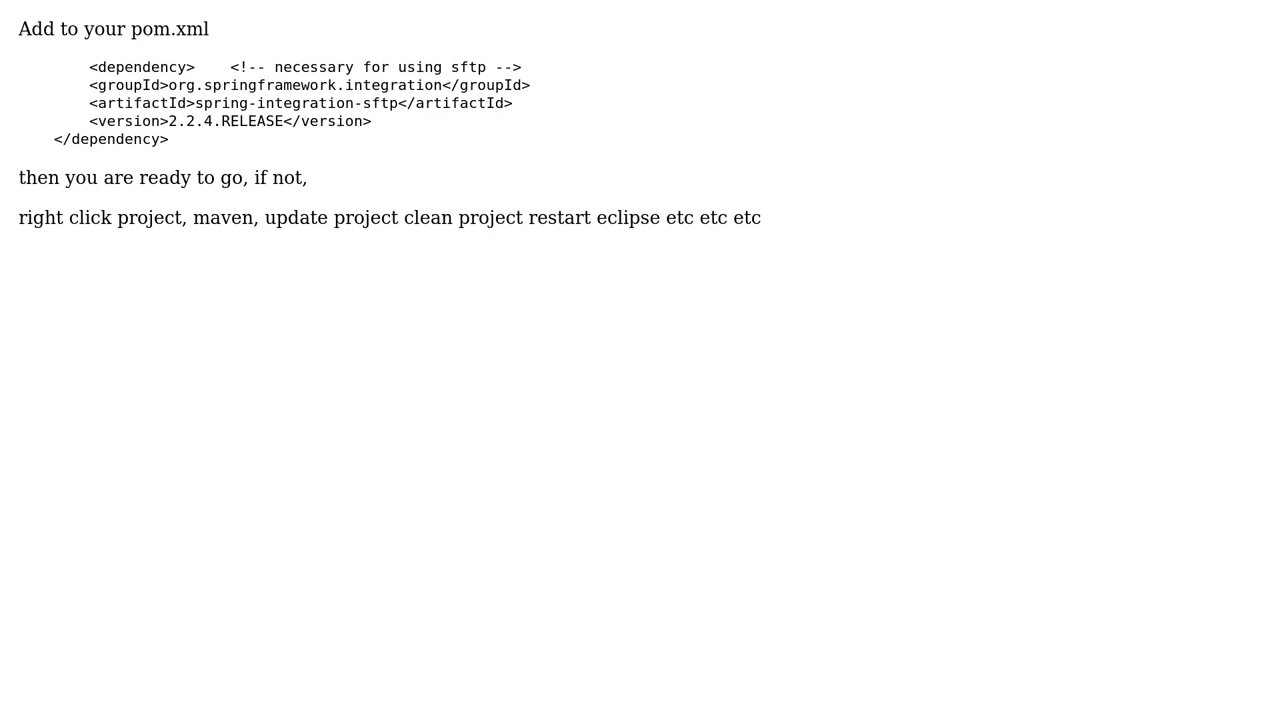 Add to your pom.xml
        <dependency>    <!-- necessary for using sftp -->
        <groupId>org.springframework.integration</groupId>
        <artifactId>spring-integration-sftp</artifactId>
        <version>2.2.4.RELEASE</version>
    </dependency>
then you are ready to go, if not,
right click project, maven, update project clean project restart eclipse etc etc etc